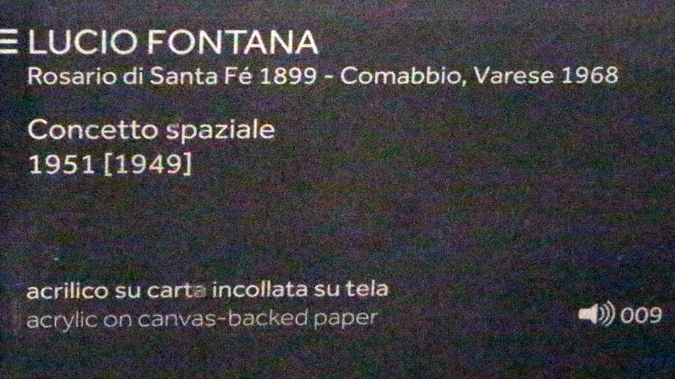 LUCIO FONTANA
Rosario di Santa Fé 1899 - Comabbio, Varese 1968
Concetto spaziale
1951 [1949]
acrilico su carta incollata su tela
acrylic on canvas-backed paper
009